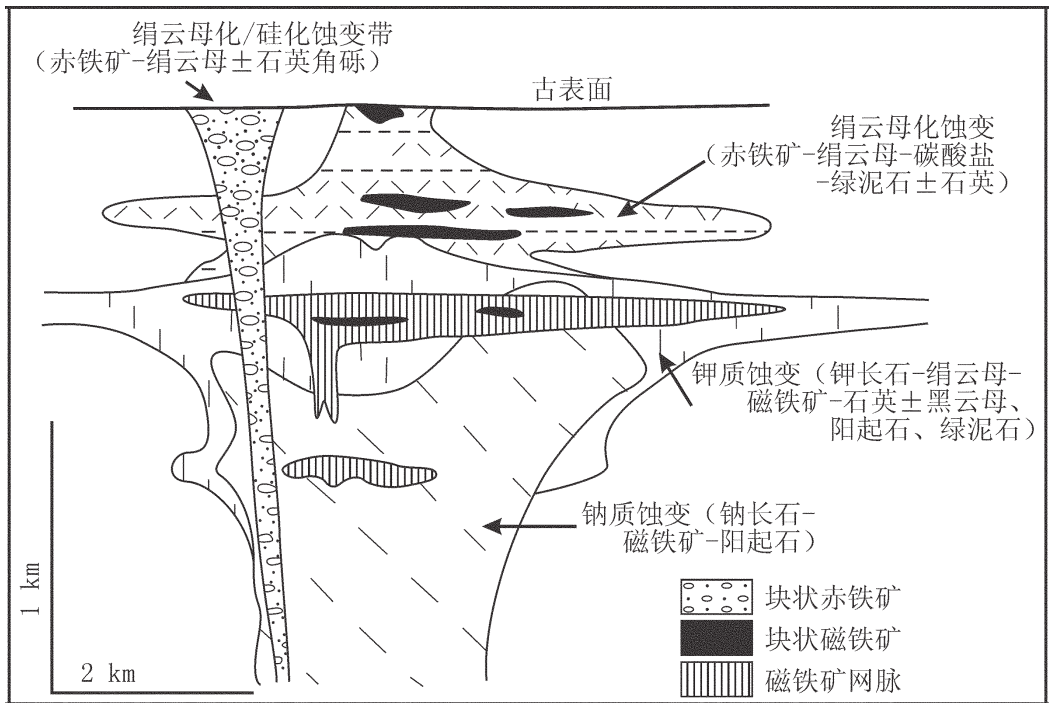 绢云母化/硅化蚀变带
（赤铁矿-绢云母±石英角砾）
古表面
绢云母化蚀变
（赤铁矿-绢云母-碳酸盐
-绿泥石±石英）
钾质蚀变（钾长石-绢云母-
磁铁矿-石英±黑云母、
阳起石、绿泥石）
钠质蚀变（钠长石-
磁铁矿-阳起石）
1 km
2 km
块状赤铁矿
块状磁铁矿
磁铁矿网脉